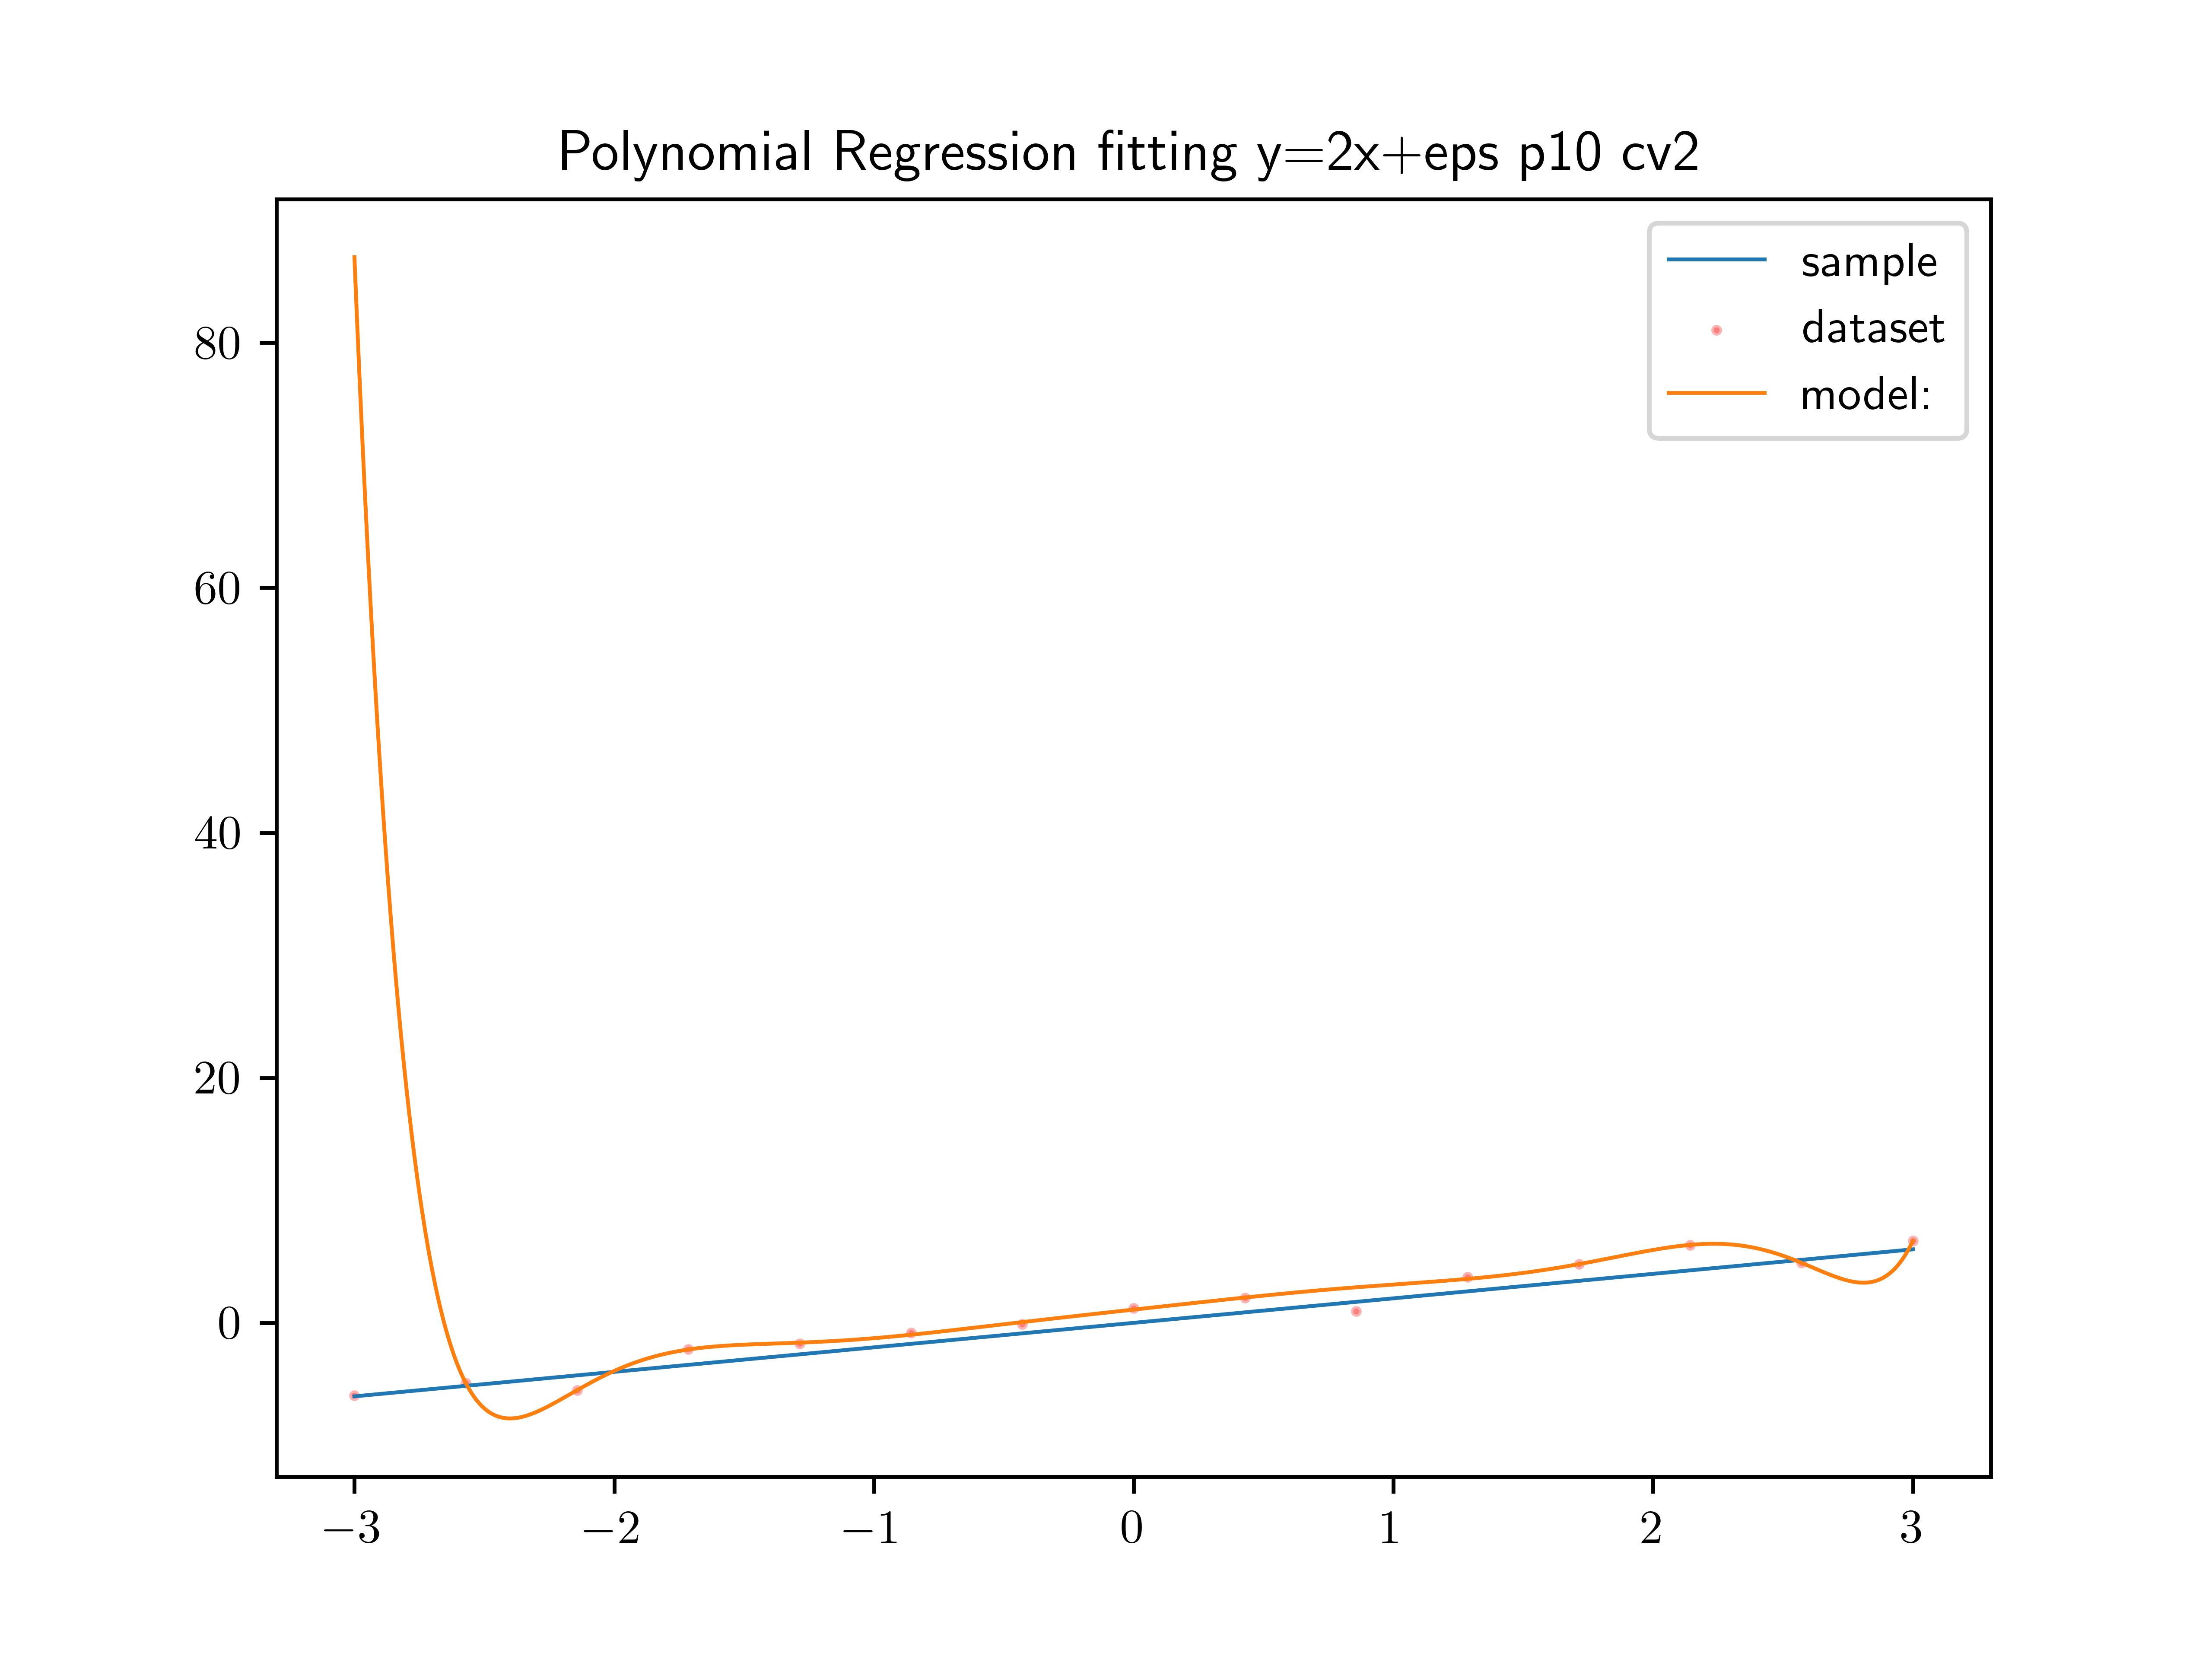 Polynomial Regression fitting y=2x+eps p10 cv2
sample
dataset
model:
80
60
40
20
0
−3 −2 −1 0 1 2 3